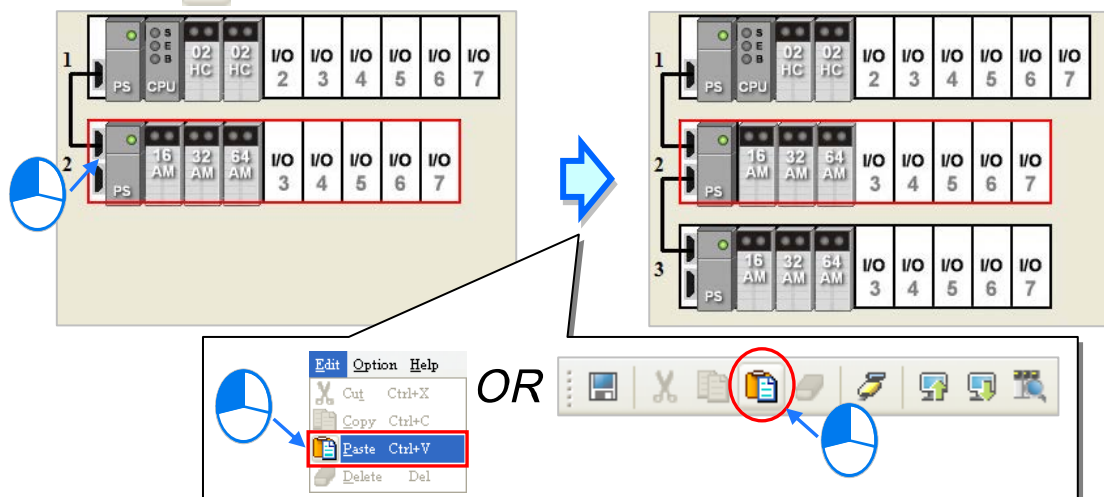 1
S
E
B
PS
CPU
02
HC
02
HC
I/O
2
I/O
3
I/O
4
I/O
5
I/O
6
I/O
7
2
PS
16
AM
32
AM
64
AM
I/O
3
I/O
4
I/O
5
I/O
6
I/O
7
1
S
E
B
PS
CPU
02
HC
02
HC
I/O
2
I/O
3
I/O
4
I/O
5
I/O
6
I/O
7
2
PS
16
AM
32
AM
64
AM
I/O
3
I/O
4
I/O
5
I/O
6
I/O
7
3
PS
16
AM
32
AM
64
AM
I/O
3
I/O
4
I/O
5
I/O
6
I/O
7
Edit Option Help
Cut Ctrl+X
Copy Ctrl+C
Paste Ctrl+V
Delete Del
OR